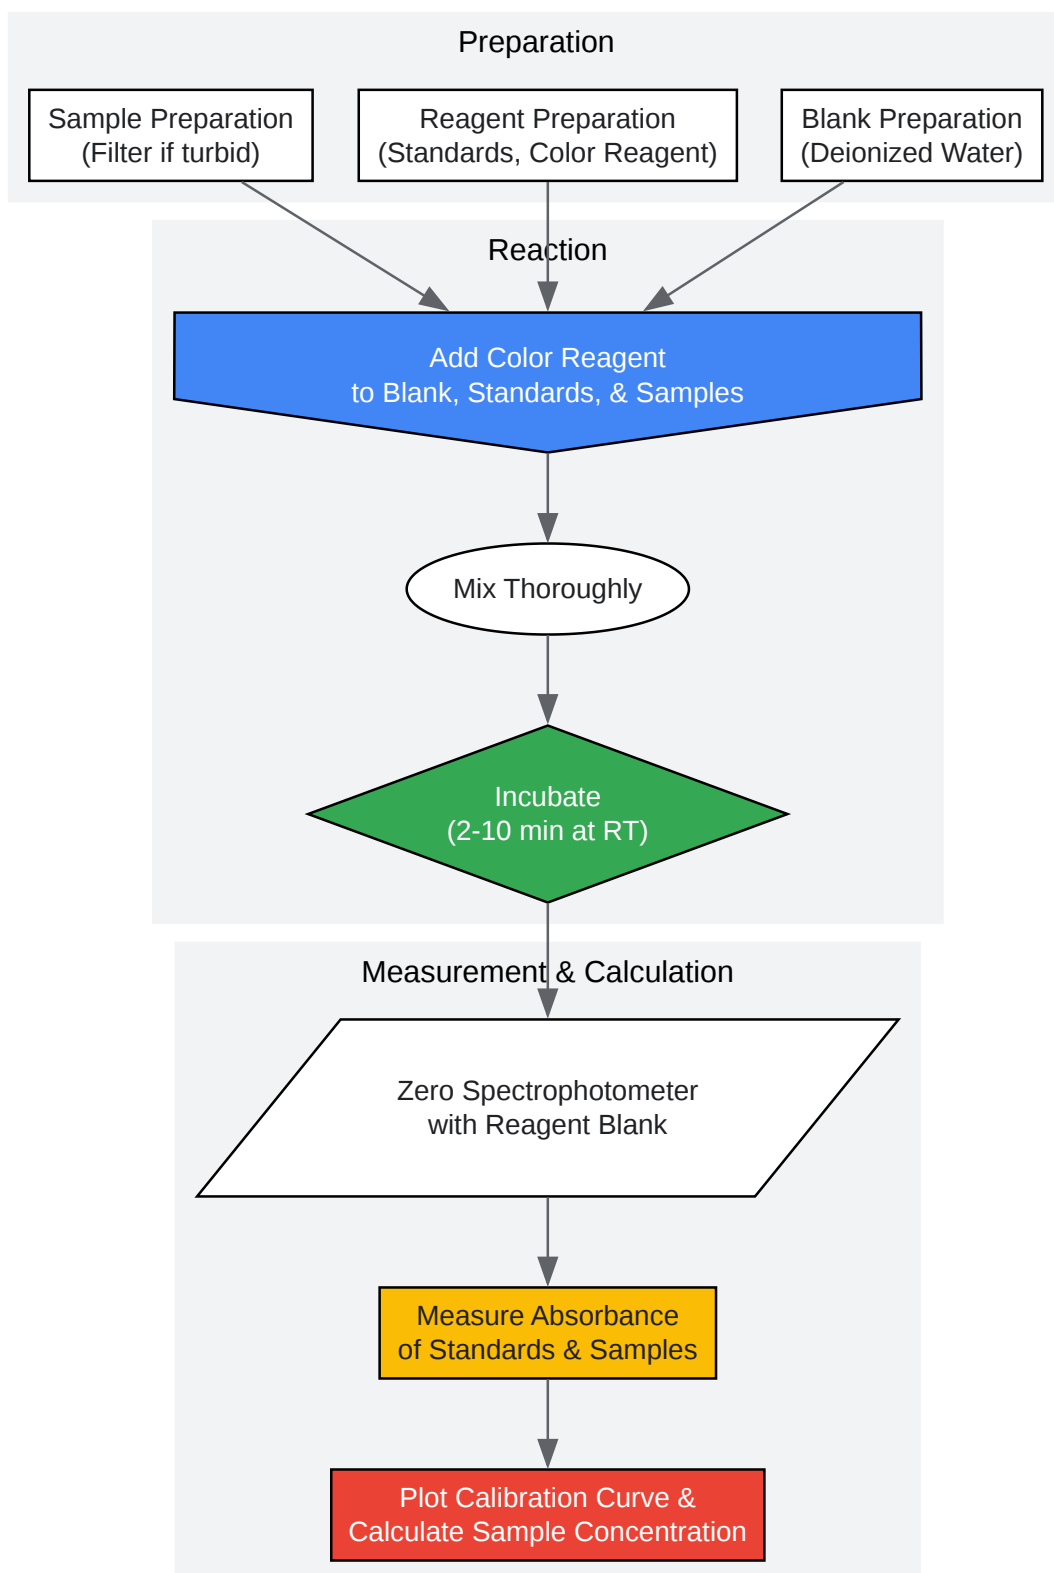 Preparation
Sample Preparation
(Filter if turbid)
Reagent Preparation
(Standards, Color Reagent)
Blank Preparation
(Deionized Water)
Reaction
Add Color Reagent
to Blank, Standards, & Samples
Mix Thoroughly
Incubate
(2-10 min at RT)
Measurement & Calculation
Zero Spectrophotometer
with Reagent Blank
Measure Absorbance
of Standards & Samples
Plot Calibration Curve &
Calculate Sample Concentration